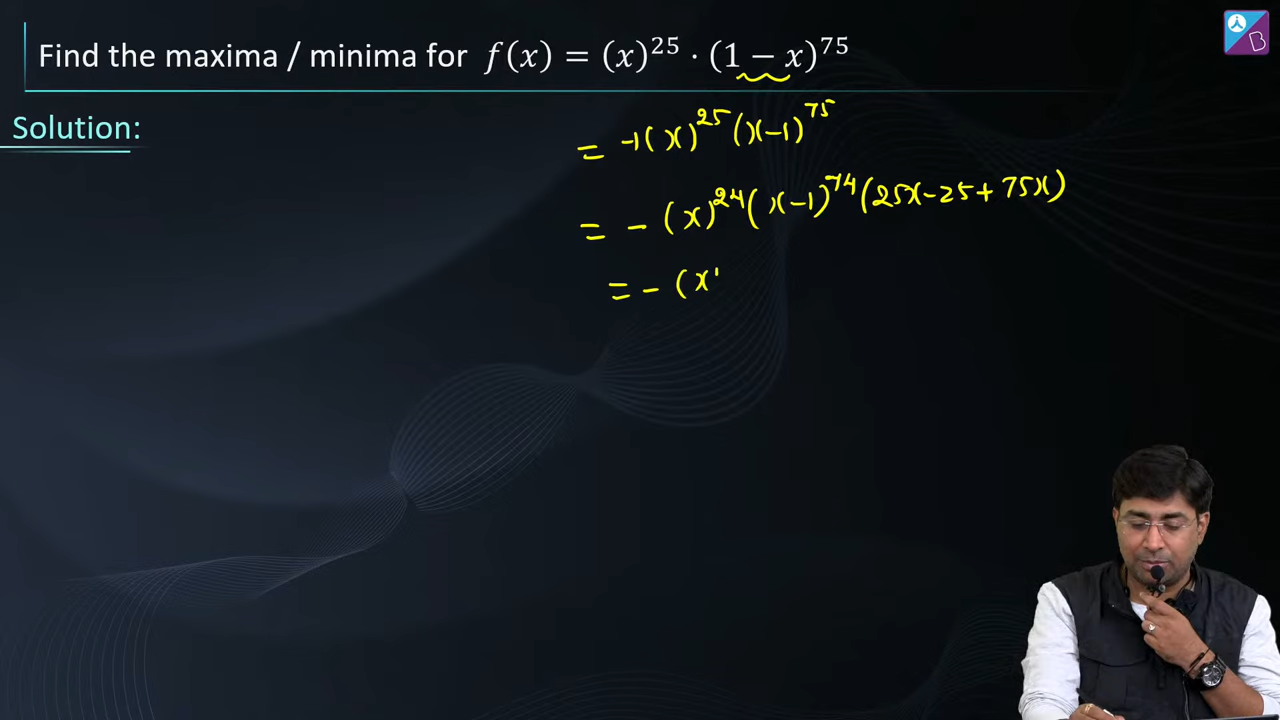 Find the maxima / minima for f(x) = (x)²⁵ · (1 − x)⁷⁵
Solution:
= -1(x)²⁵(x-1)⁷⁵
= - (x)²⁴(x-1)⁷⁴(25x-25+75x)
= - (x
B